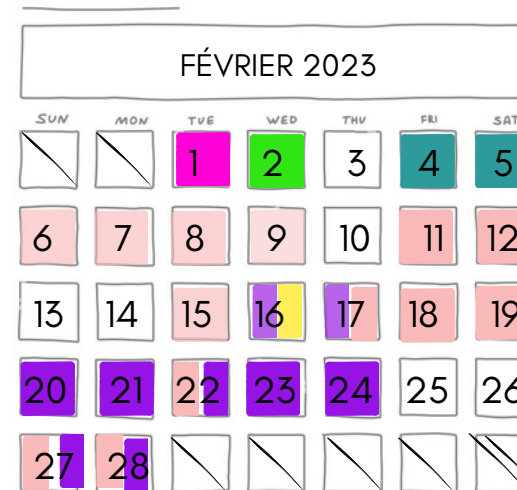 FÉVRIER 2023
SUN MON TUE WED THU FRI SAT
1 2 3 4 5
6 7 8 9 10 11 12
13 14 15 16 17 18 19
20 21 22 23 24 25 26
27 28